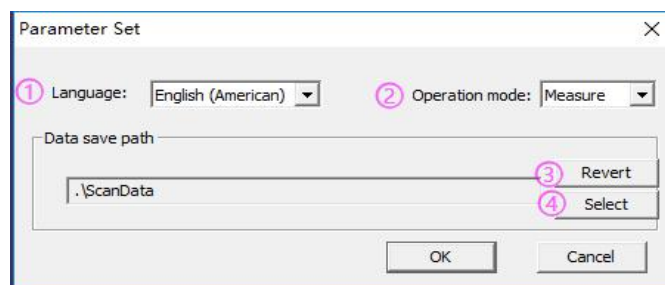 Parameter Set
① Language: English (American) ② Operation mode: Measure
Data save path
③ Revert
.\ScanData
④ Select
OK Cancel